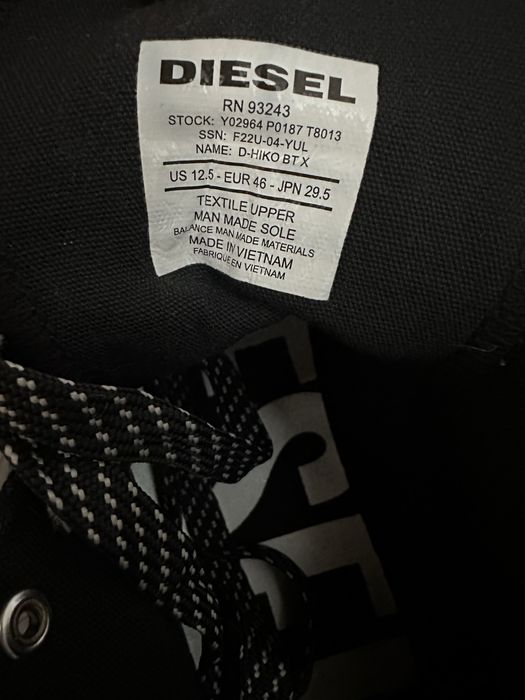 DIESEL
RN 93243
STOCK: Y02964 P0187 T8013
SSN: F22U-04-YUL
NAME: D-HIKO BT X
US 12.5 - EUR 46 - JPN 29.5
TEXTILE UPPER
MAN MADE SOLE
BALANCE MAN MADE MATERIALS
MADE IN VIETNAM
FABRIQUE EN VIETNAM